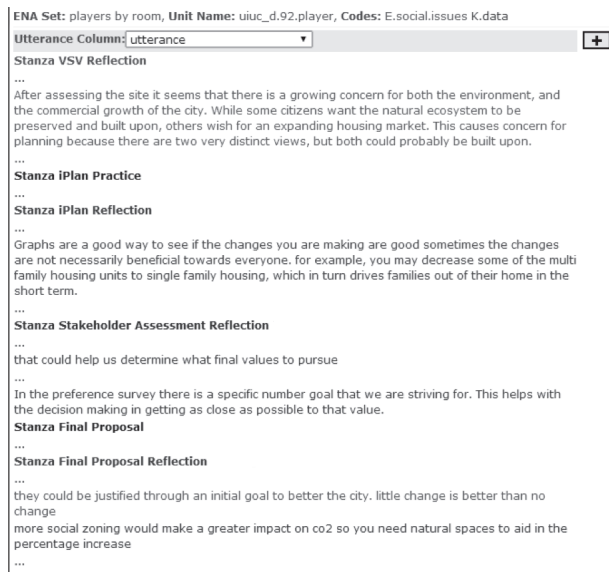 ENA Set: players by room, Unit Name: uiuc_d.92.player, Codes: E.social.issues K.data
Utterance Column: utterance
+
Stanza VSV Reflection
...
After assessing the site it seems that there is a growing concern for both the environment, and
the commercial growth of the city. While some citizens want the natural ecosystem to be
preserved and built upon, others wish for an expanding housing market. This causes concern for
planning because there are two very distinct views, but both could probably be built upon.
...
Stanza iPlan Practice
...
Stanza iPlan Reflection
...
Graphs are a good way to see if the changes you are making are good sometimes the changes
are not necessarily beneficial towards everyone. for example, you may decrease some of the multi
family housing units to single family housing, which in turn drives families out of their home in the
short term.
...
Stanza Stakeholder Assessment Reflection
...
that could help us determine what final values to pursue
...
In the preference survey there is a specific number goal that we are striving for. This helps with
the decision making in getting as close as possible to that value.
Stanza Final Proposal
...
Stanza Final Proposal Reflection
...
they could be justified through an initial goal to better the city. little change is better than no
change
more social zoning would make a greater impact on co2 so you need natural spaces to aid in the
percentage increase
...